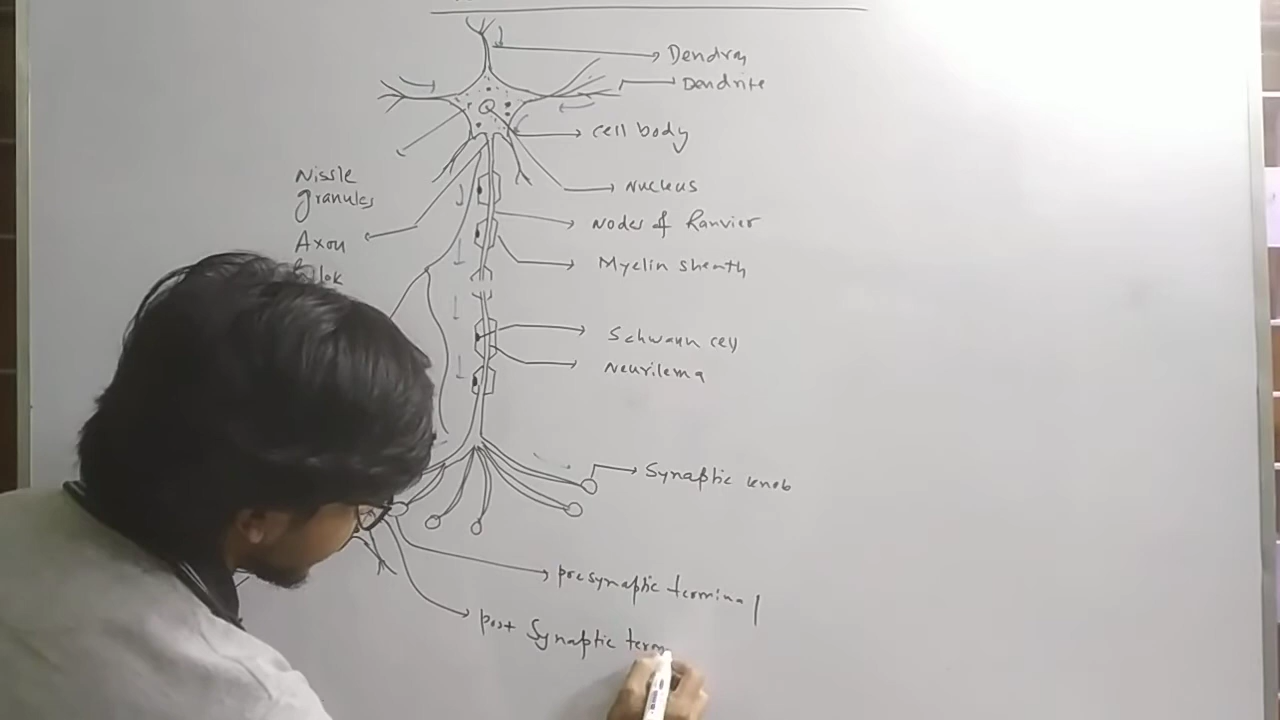 Dendron
Dendrite
cell body
Nucleus
Nissle
granules
Nodes of Ranvier
Axon
Myelin sheath
Schwann cell
Neurilema
Synaptic knob
presynaptic terminal
post Synaptic term